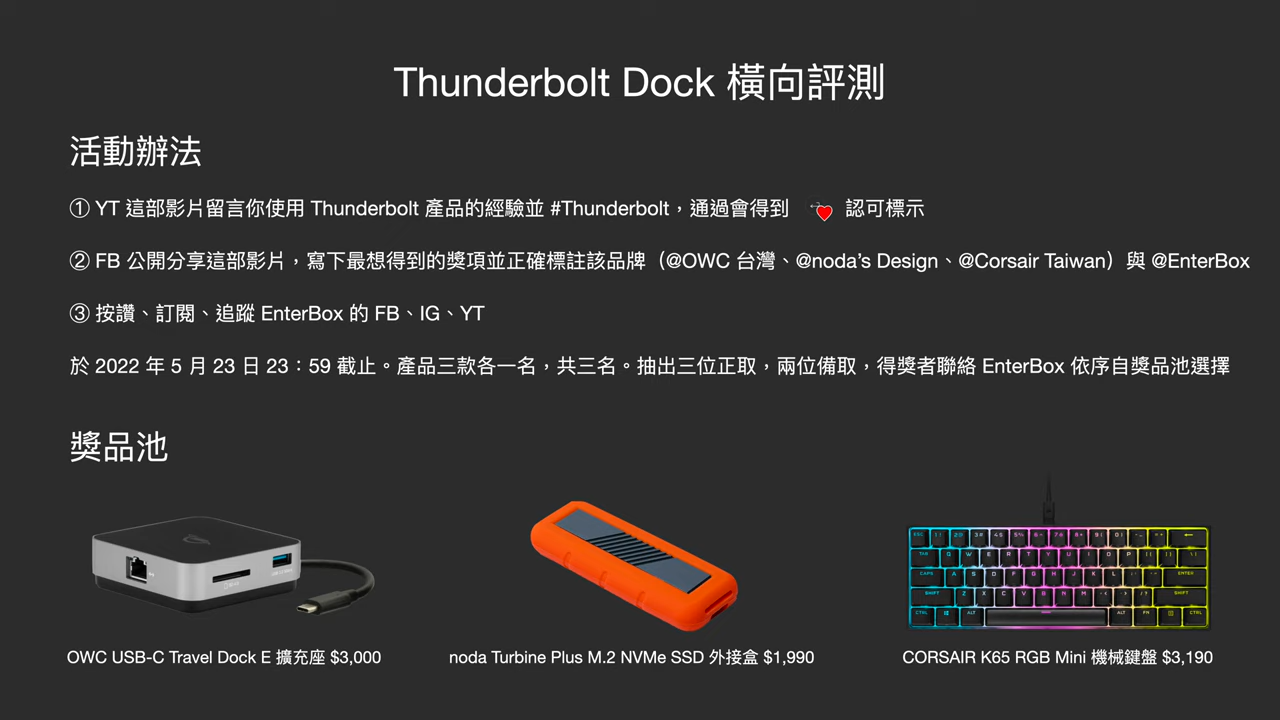 Thunderbolt Dock 橫向評測
活動辦法
① YT 這部影片留言你使用 Thunderbolt 產品的經驗並 #Thunderbolt，通過會得到 認可標示
② FB 公開分享這部影片，寫下最想得到的獎項並正確標註該品牌（@OWC 台灣、@noda’s Design、@Corsair Taiwan）與 @EnterBox
③ 按讚、訂閱、追蹤 EnterBox 的 FB、IG、YT
於 2022 年 5 月 23 日 23：59 截止。產品三款各一名，共三名。抽出三位正取，兩位備取，得獎者聯絡 EnterBox 依序自獎品池選擇
獎品池
OWC USB-C Travel Dock E 擴充座 $3,000
noda Turbine Plus M.2 NVMe SSD 外接盒 $1,990
CORSAIR K65 RGB Mini 機械鍵盤 $3,190